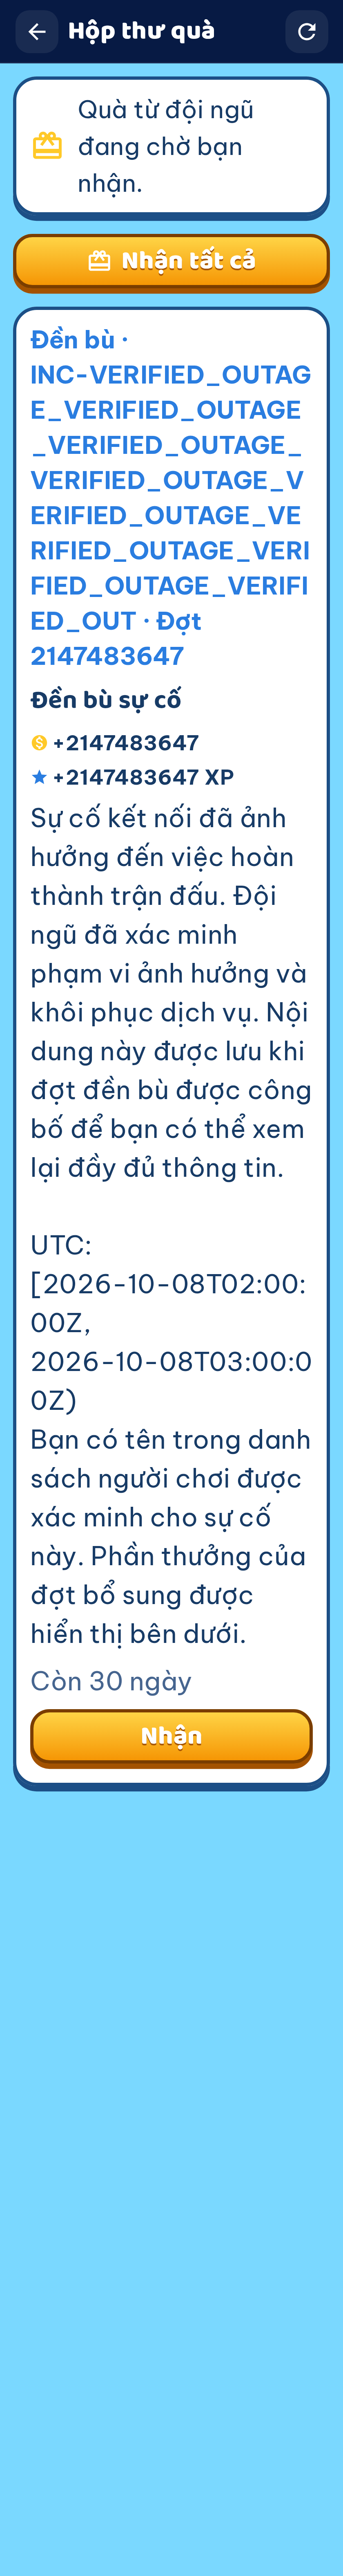 Hộp thư quà
Quà từ đội ngũ
đang chờ bạn
nhận.
Nhận tất cả
Đền bù ·
INC-VERIFIED_OUTAG
E_VERIFIED_OUTAGE
_VERIFIED_OUTAGE_
VERIFIED_OUTAGE_V
ERIFIED_OUTAGE_VE
RIFIED_OUTAGE_VERI
FIED_OUTAGE_VERIFI
ED_OUT · Đợt
2147483647
Đền bù sự cố
+2147483647
+2147483647 XP
Sự cố kết nối đã ảnh
hưởng đến việc hoàn
thành trận đấu. Đội
ngũ đã xác minh
phạm vi ảnh hưởng và
khôi phục dịch vụ. Nội
dung này được lưu khi
đợt đền bù được công
bố để bạn có thể xem
lại đầy đủ thông tin.
UTC:
[2026-10-08T02:00:
00Z,
2026-10-08T03:00:0
0Z)
Bạn có tên trong danh
sách người chơi được
xác minh cho sự cố
này. Phần thưởng của
đợt bổ sung được
hiển thị bên dưới.
Còn 30 ngày
Nhận